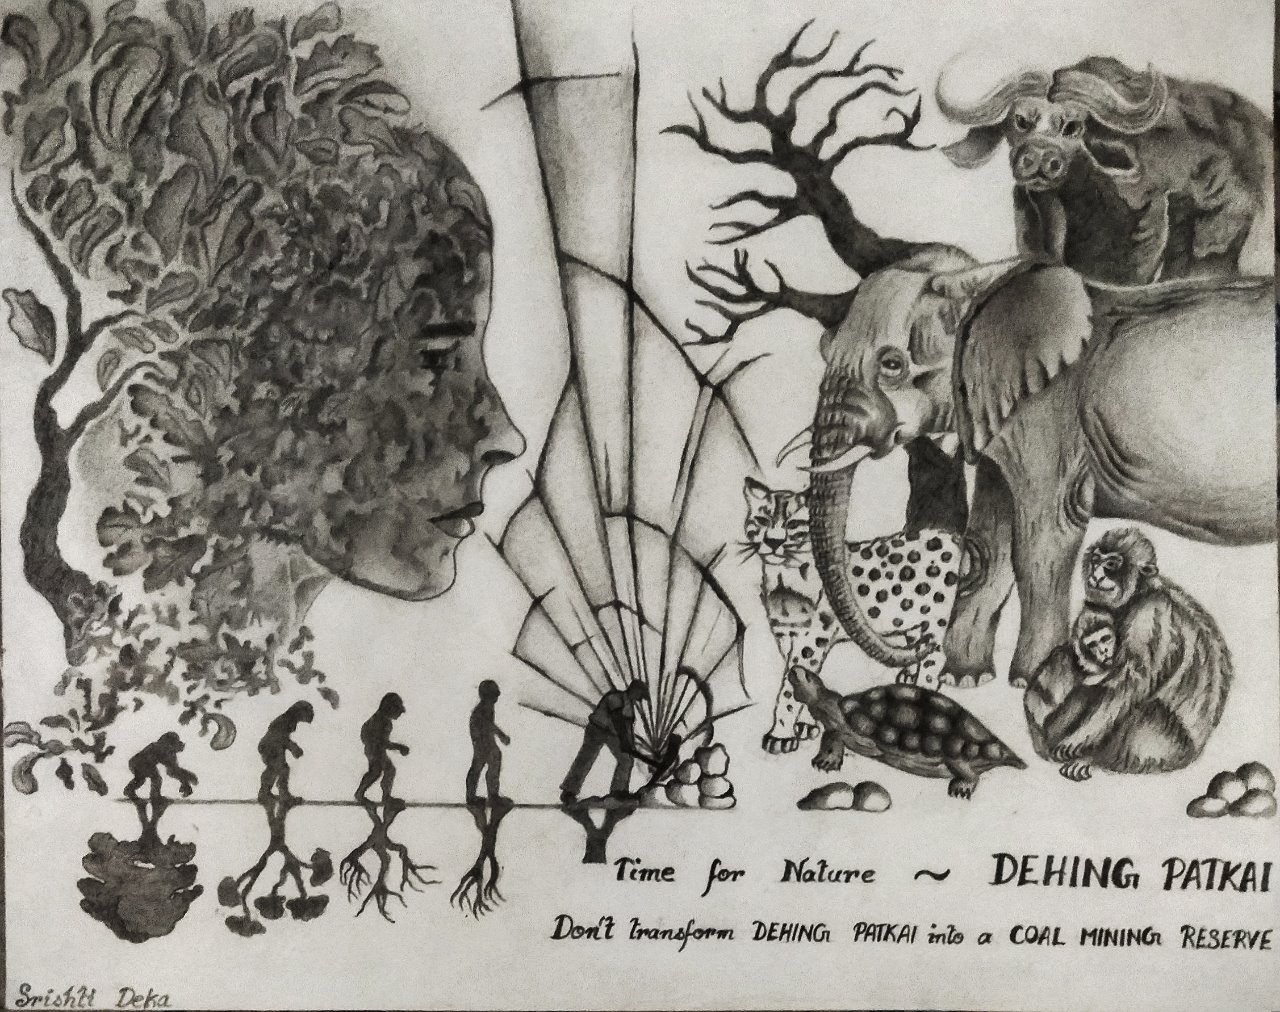 Time for Nature ~ DEHING PATKAI
Don't transform DEHING PATKAI into a COAL MINING RESERVE
Srishti Deka